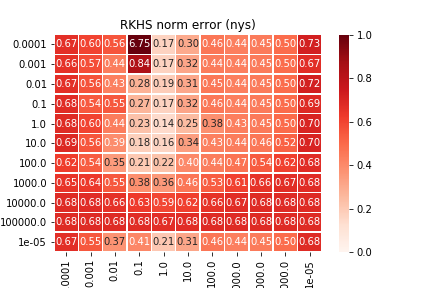 RKHS norm error (nys)
0.0001 0.67 0.60 0.56 6.75 0.17 0.30 0.46 0.44 0.45 0.50 0.73
0.001 0.66 0.57 0.44 0.84 0.17 0.32 0.44 0.44 0.45 0.50 0.67
0.01 0.67 0.56 0.43 0.28 0.19 0.31 0.45 0.44 0.45 0.50 0.72
0.1 0.68 0.54 0.55 0.27 0.17 0.32 0.46 0.44 0.45 0.50 0.69
1.0 0.68 0.60 0.44 0.23 0.14 0.25 0.38 0.43 0.45 0.50 0.70
10.0 0.69 0.56 0.39 0.18 0.16 0.34 0.43 0.44 0.46 0.52 0.70
100.0 0.62 0.54 0.35 0.21 0.22 0.40 0.44 0.47 0.54 0.62 0.68
1000.0 0.65 0.64 0.55 0.38 0.36 0.46 0.53 0.61 0.66 0.67 0.68
10000.0 0.68 0.68 0.66 0.63 0.59 0.62 0.66 0.67 0.68 0.68 0.68
100000.0 0.68 0.68 0.68 0.68 0.67 0.68 0.68 0.68 0.68 0.68 0.68
1e-05 0.67 0.55 0.37 0.41 0.21 0.31 0.46 0.44 0.45 0.50 0.68
.0001 0.001 0.01 0.1 1.0 10.0 100.0 000.0 000.0 000.0 1e-05
1.0
0.8
0.6
0.4
0.2
0.0